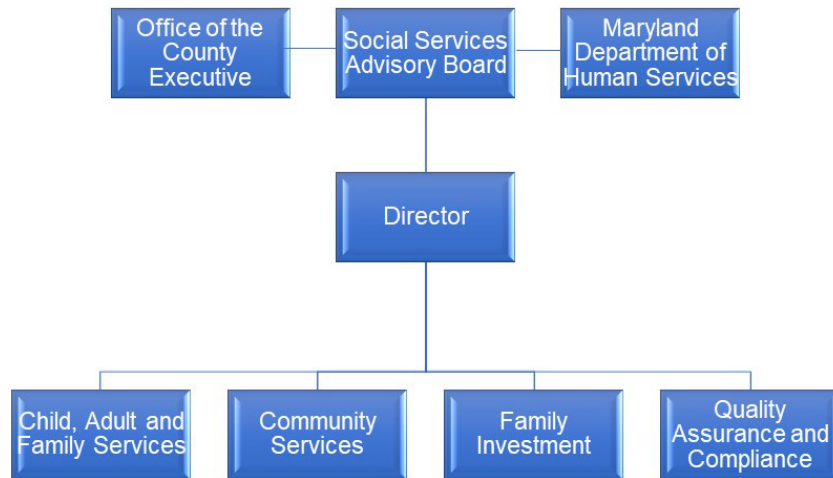 Office of the
County
Executive
Social Services
Advisory Board
Maryland
Department of
Human Services
Director
Child, Adult and
Family Services
Community
Services
Family
Investment
Quality
Assurance and
Compliance